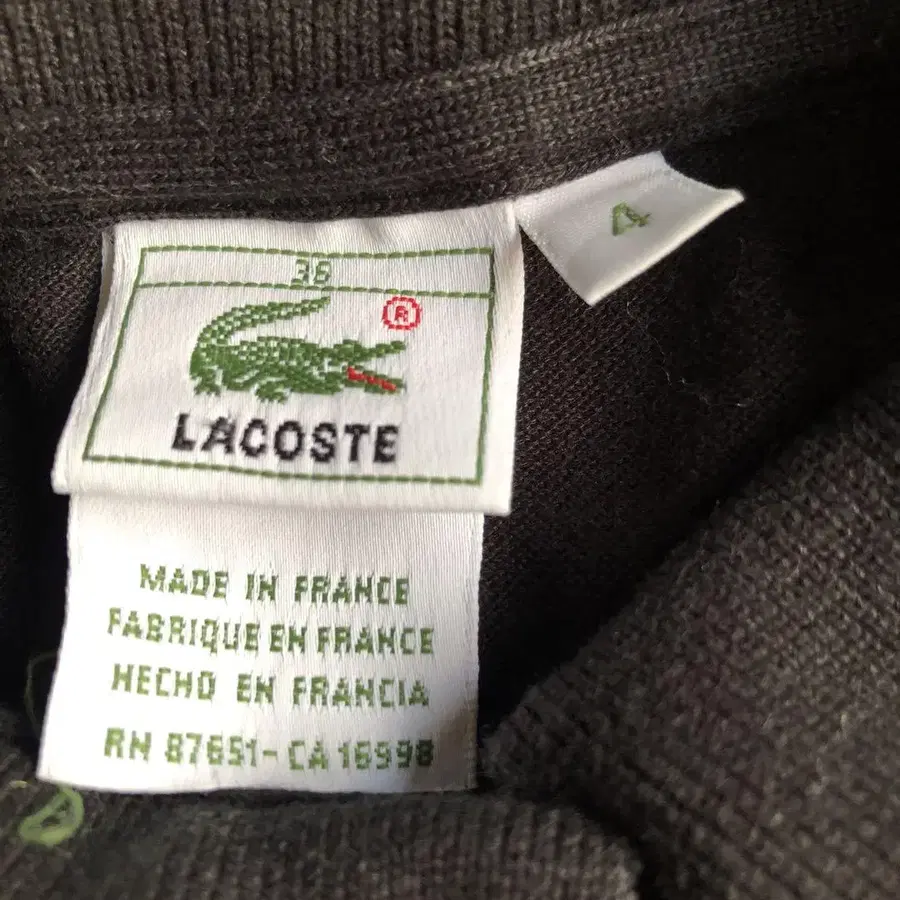 36
®
LACOSTE
4
MADE IN FRANCE
FABRIQUE EN FRANCE
HECHO EN FRANCIA
RN 87651-CA 16998